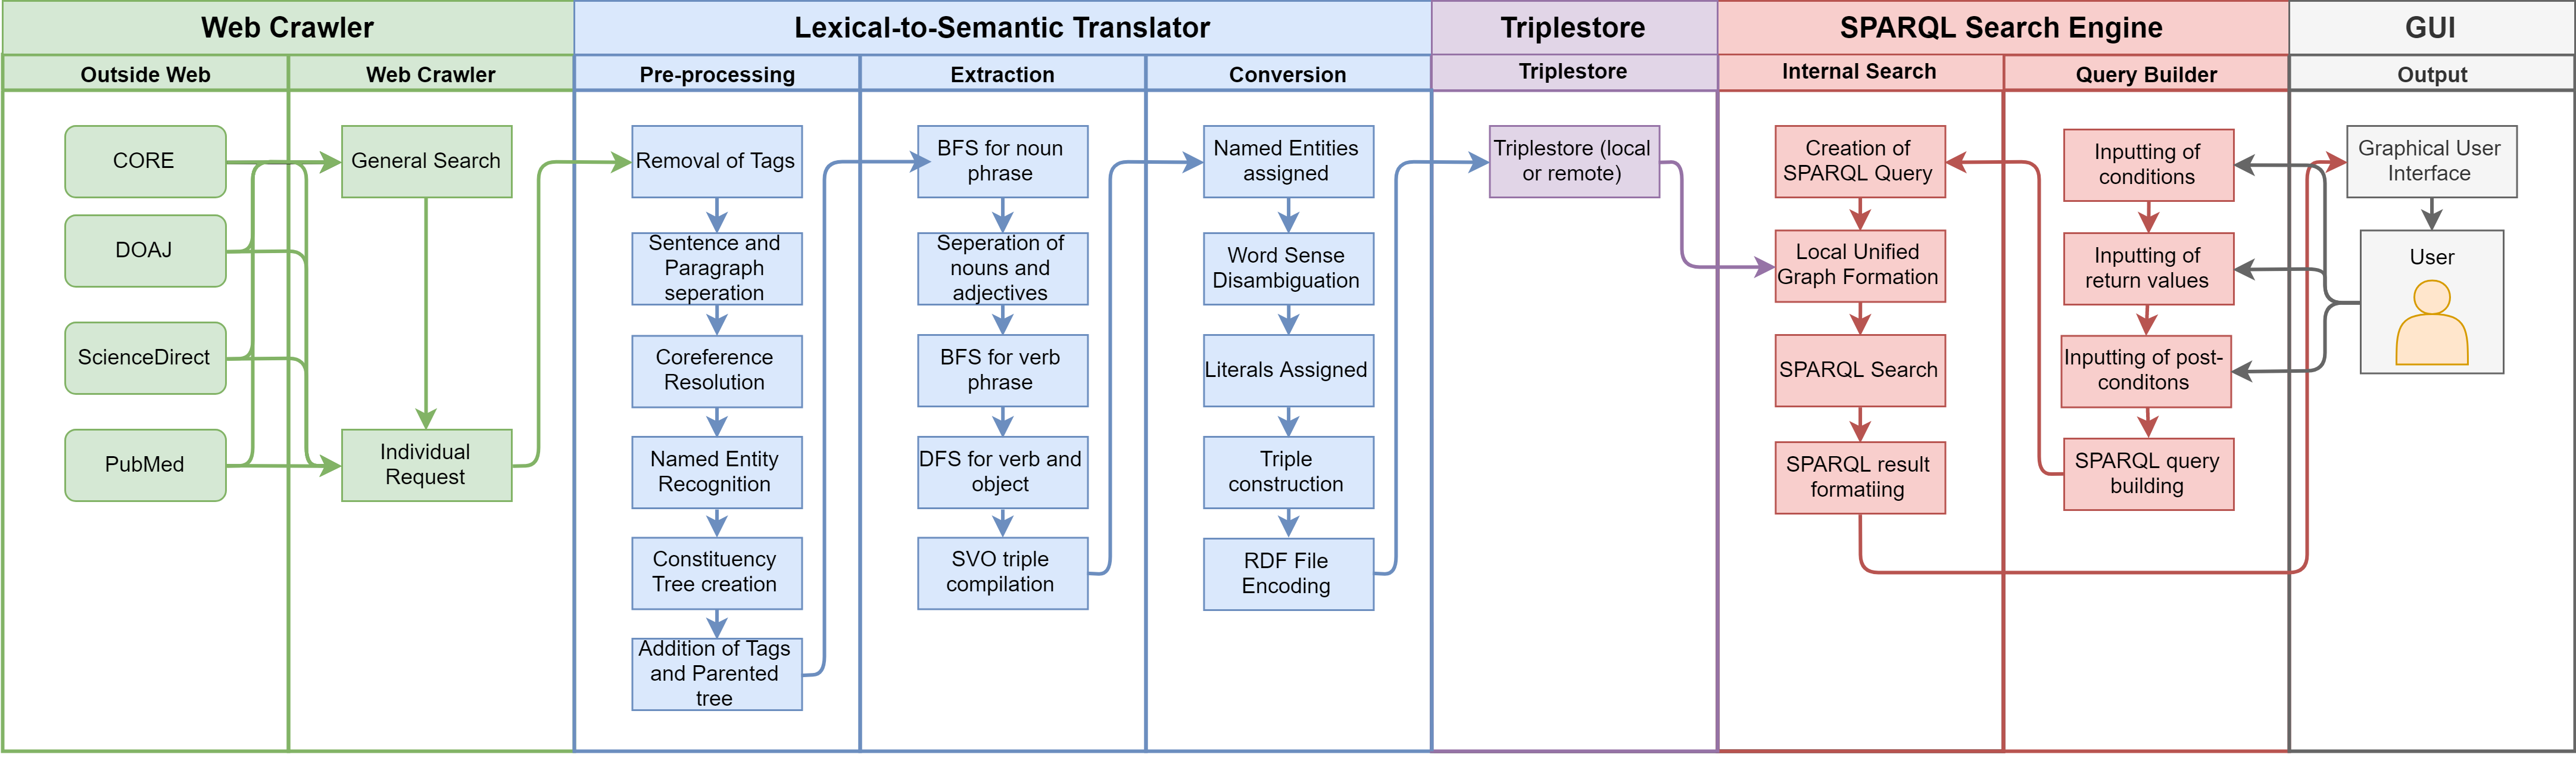 Web Crawler
Lexical-to-Semantic Translator
Triplestore
SPARQL Search Engine
GUI
Outside Web
Web Crawler
Pre-processing
Extraction
Conversion
Triplestore
Internal Search
Query Builder
Output
CORE
DOAJ
ScienceDirect
PubMed
General Search
Individual
Request
Removal of Tags
Sentence and
Paragraph
seperation
Coreference
Resolution
Named Entity
Recognition
Constituency
Tree creation
Addition of Tags
and Parented
tree
BFS for noun
phrase
Seperation of
nouns and
adjectives
BFS for verb
phrase
DFS for verb and
object
SVO triple
compilation
Named Entities
assigned
Word Sense
Disambiguation
Literals Assigned
Triple
construction
RDF File
Encoding
Triplestore (local
or remote)
Creation of
SPARQL Query
Local Unified
Graph Formation
SPARQL Search
SPARQL result
formatiing
Inputting of
conditions
Inputting of
return values
Inputting of post-
conditons
SPARQL query
building
Graphical User
Interface
User